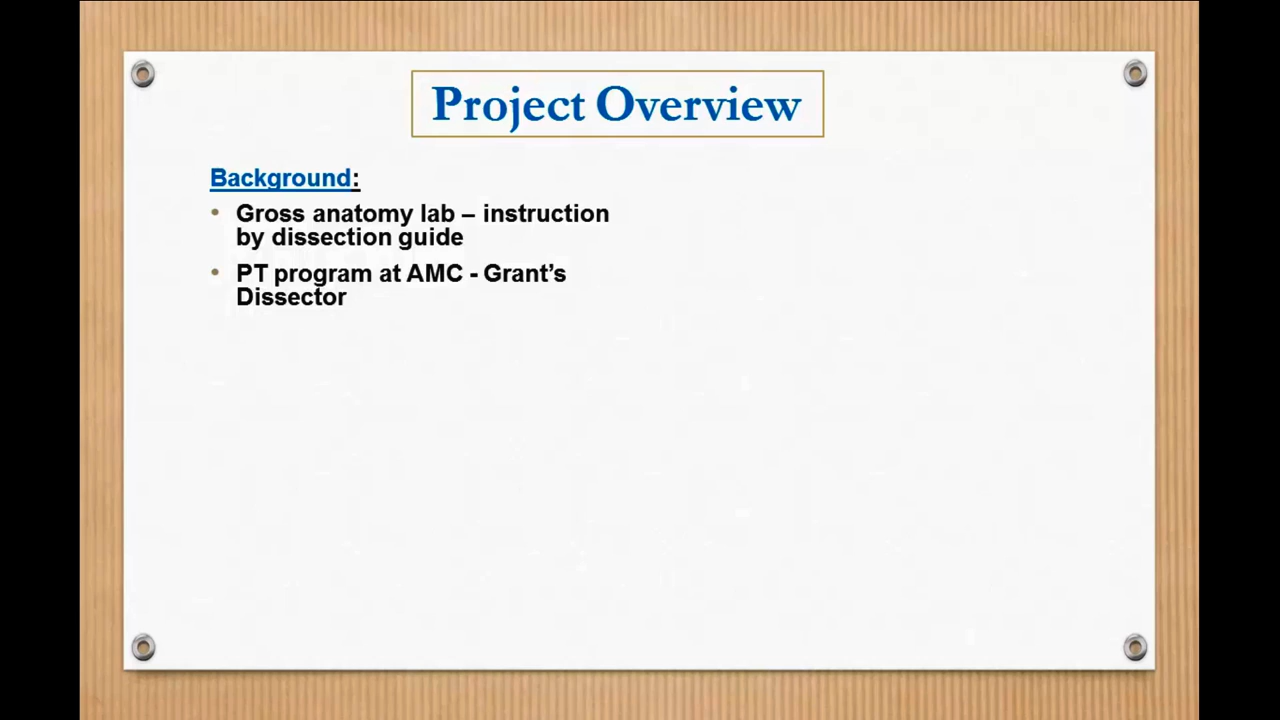 Project Overview
Background:
• Gross anatomy lab – instruction
by dissection guide
• PT program at AMC - Grant’s
Dissector